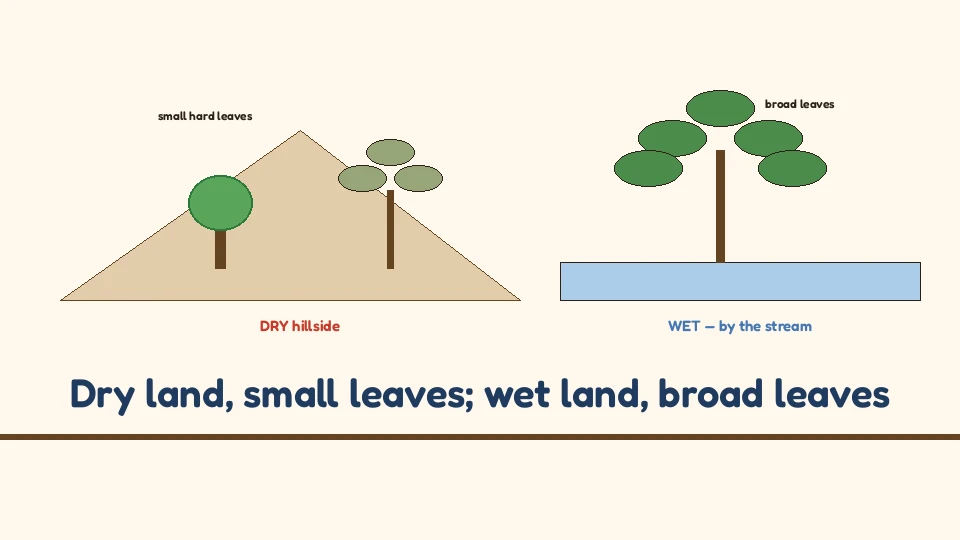 small hard leaves
broad leaves
DRY hillside
WET – by the stream
Dry land, small leaves; wet land, broad leaves